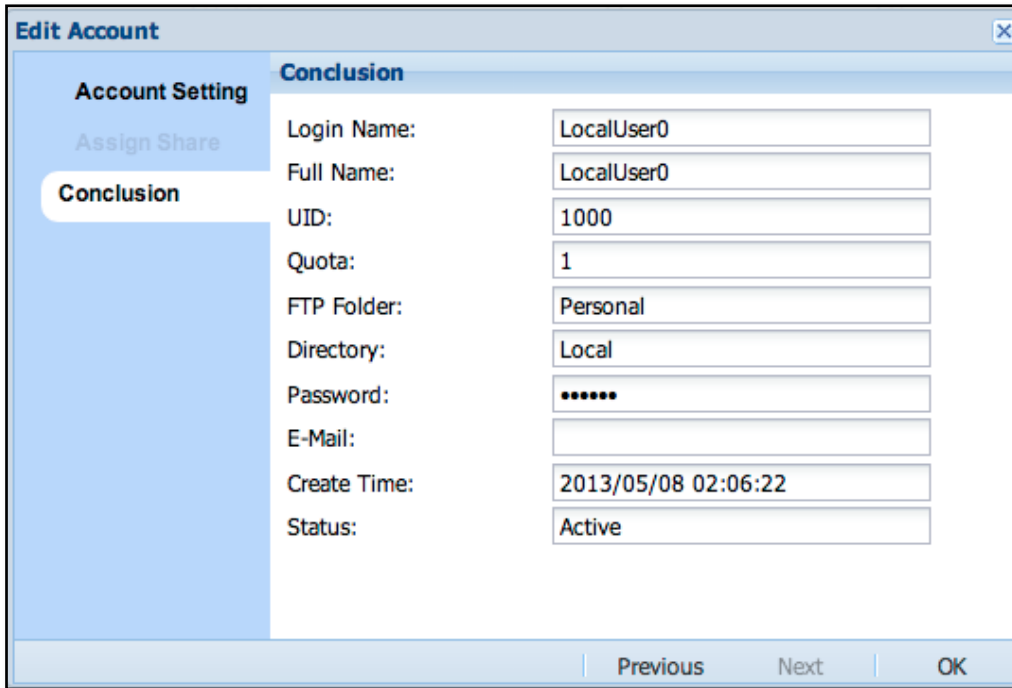 Edit Account
Account Setting
Assign Share
Conclusion
Conclusion
Login Name: LocalUser0
Full Name: LocalUser0
UID: 1000
Quota: 1
FTP Folder: Personal
Directory: Local
Password: ••••••
E-Mail:
Create Time: 2013/05/08 02:06:22
Status: Active
Previous Next OK